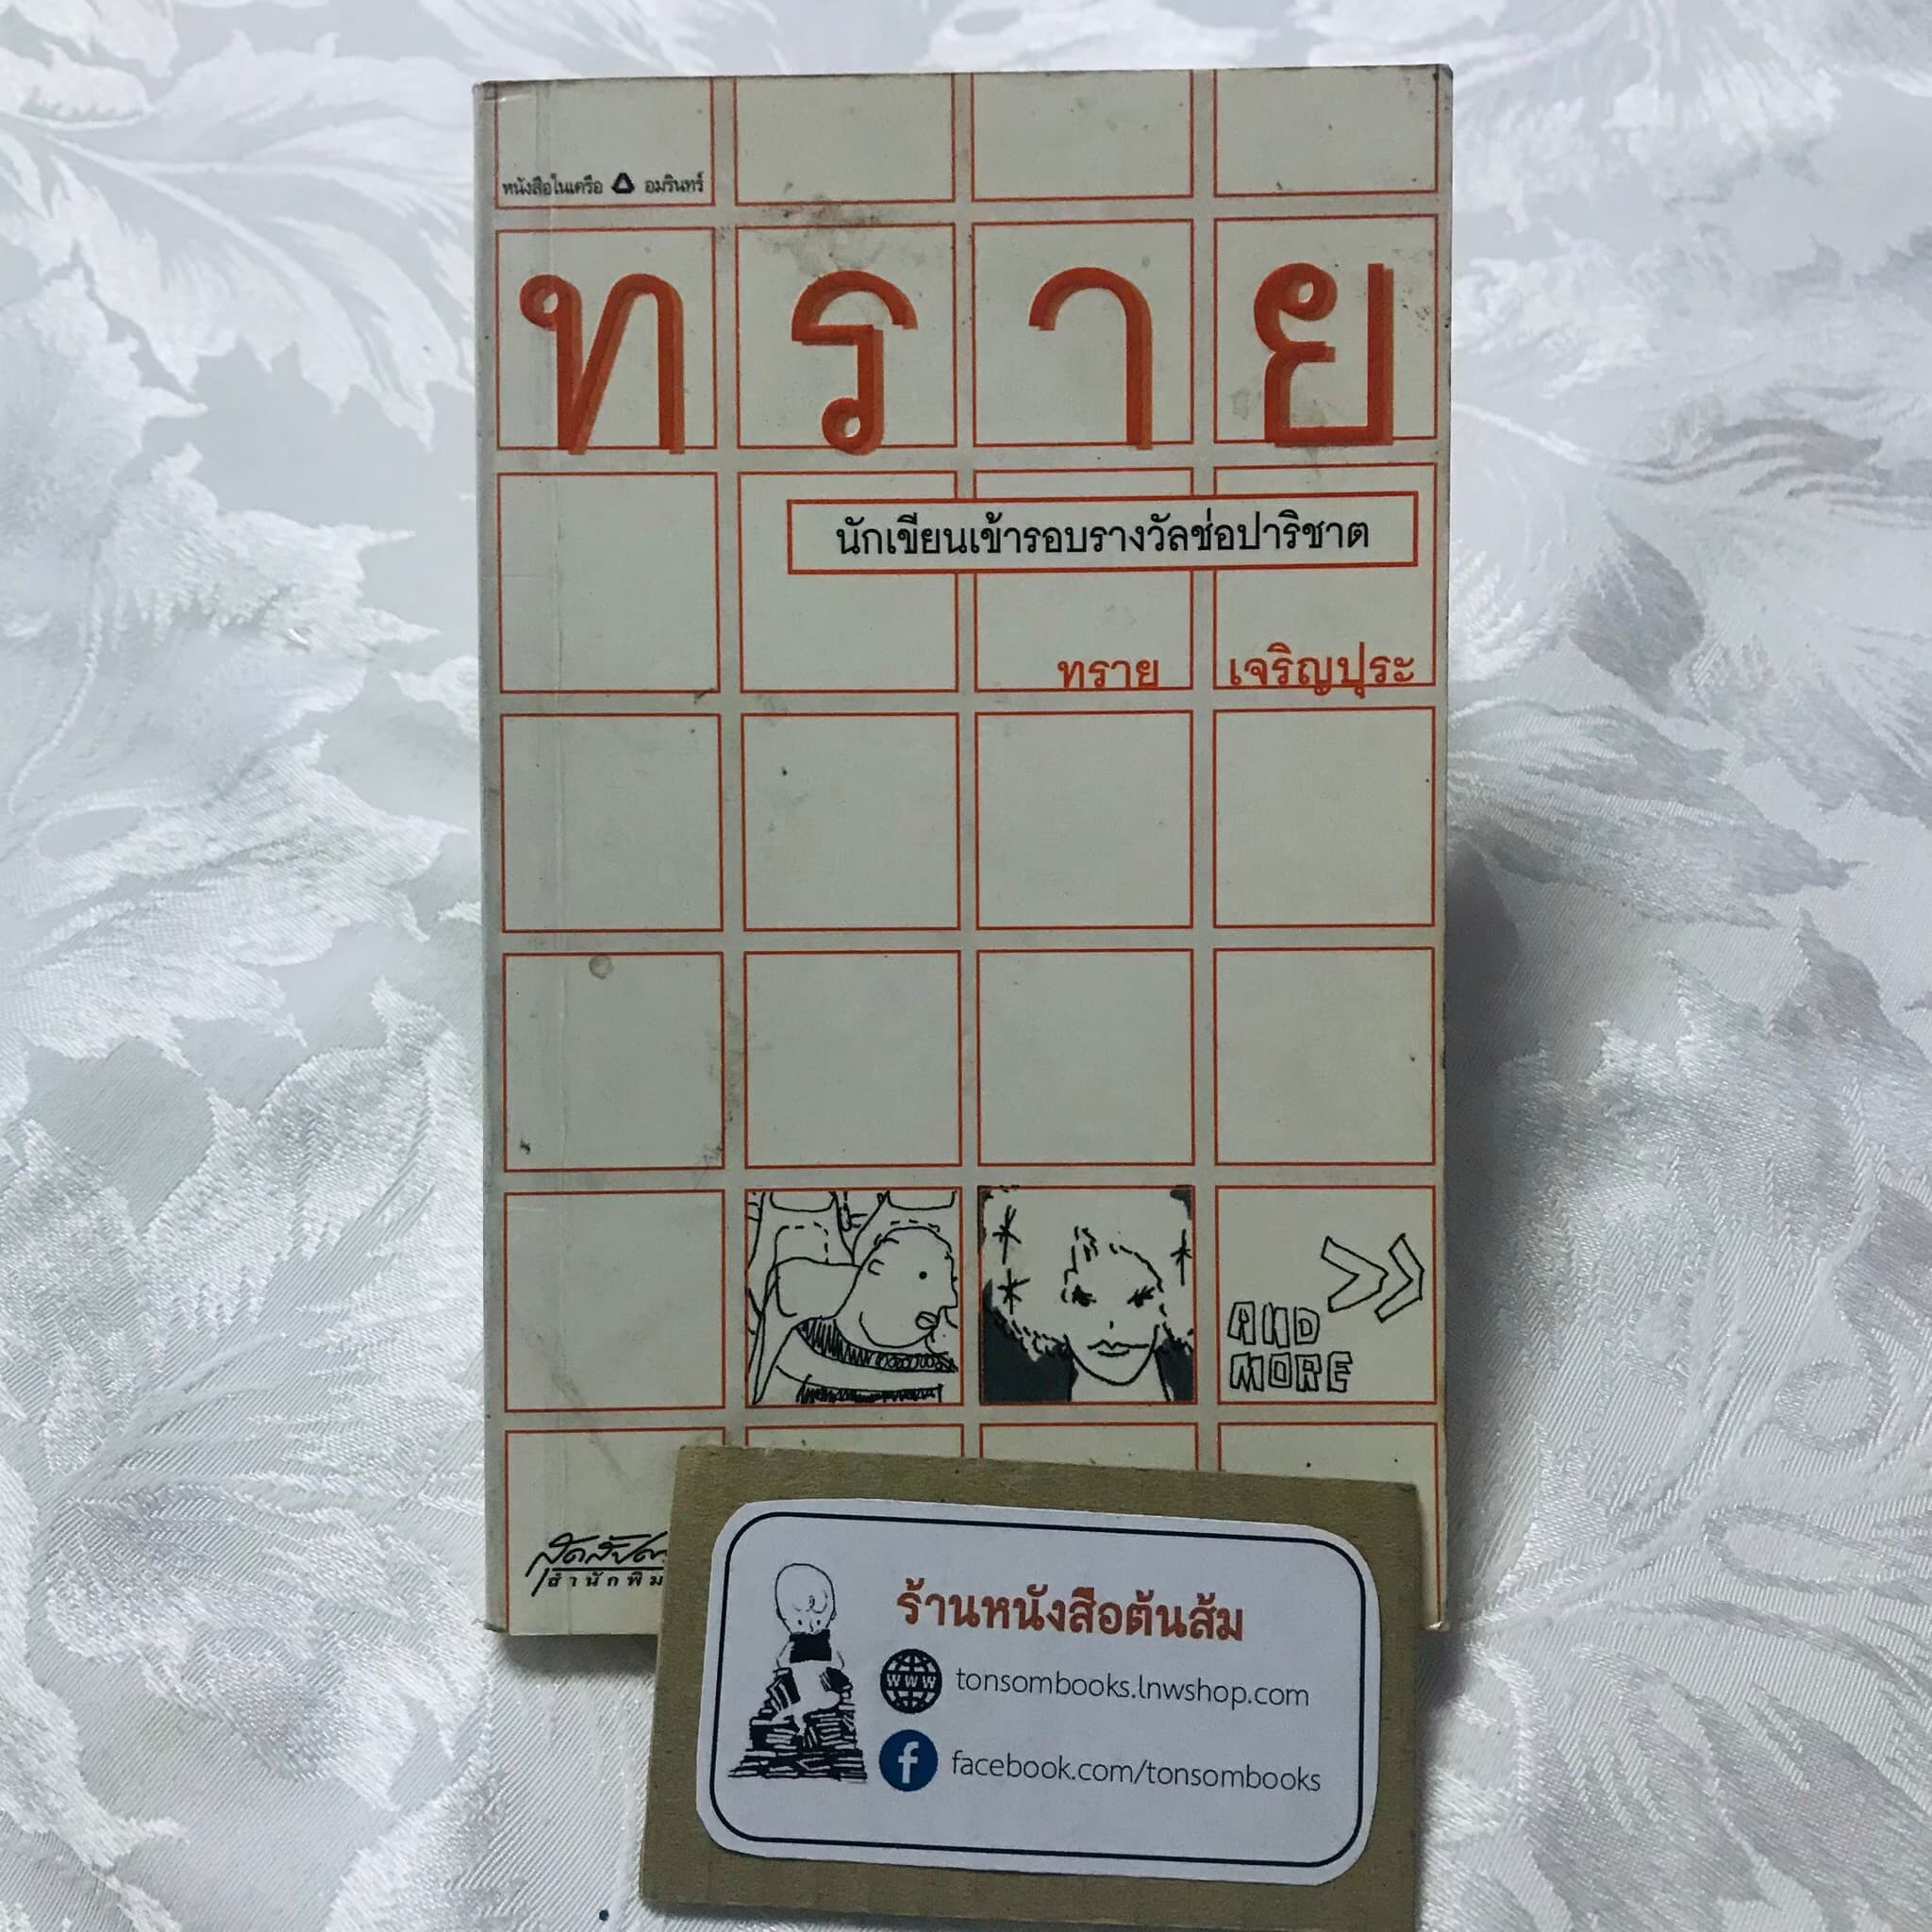 หนังสือในเครือ อมรินทร์
ทราย
นักเขียนเข้ารอบรางวัลช่อปาริชาต
ทราย เจริญปุระ
AND
MORE
ร้านหนังสือต้นส้ม
www tonsombooks.lnwshop.com
f facebook.com/tonsombooks